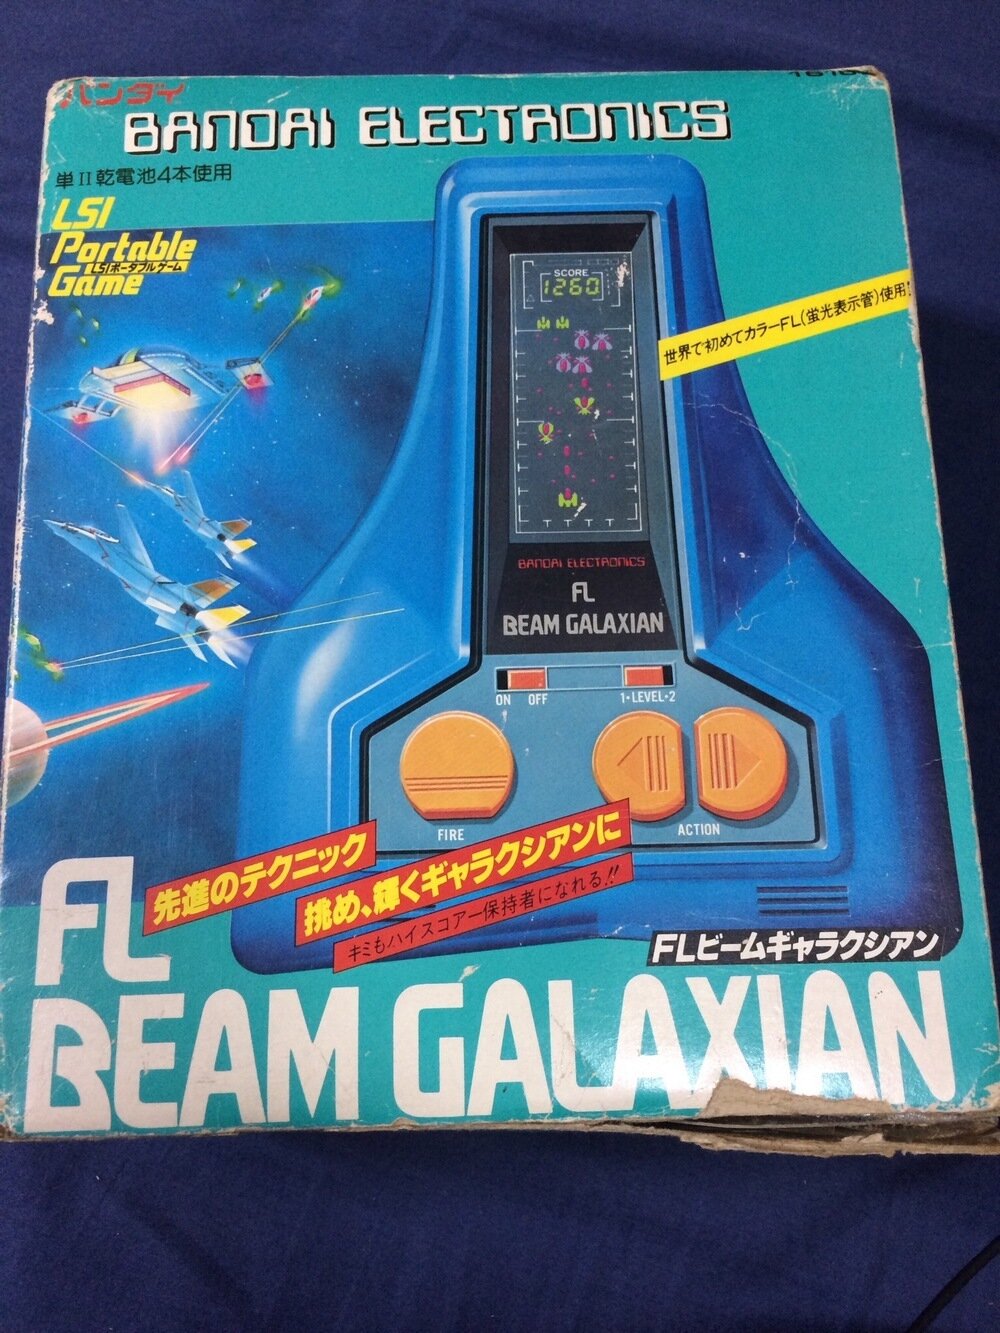 バンダイ
BANDAI ELECTRONICS
単II乾電池4本使用
LSI
Portable
LSIポータブルゲーム
Game
SCORE
1260
世界で初めてカラーFL(蛍光表示管)使用!
BANDAI ELECTRONICS
FL
BEAM GALAXIAN
ON OFF
1・LEVEL・2
FIRE
ACTION
先進のテクニック
挑め、輝くギャラクシアンに
キミもハイスコアー保持者になれる!!
FLビームギャラクシアン
FL
BEAM GALAXIAN